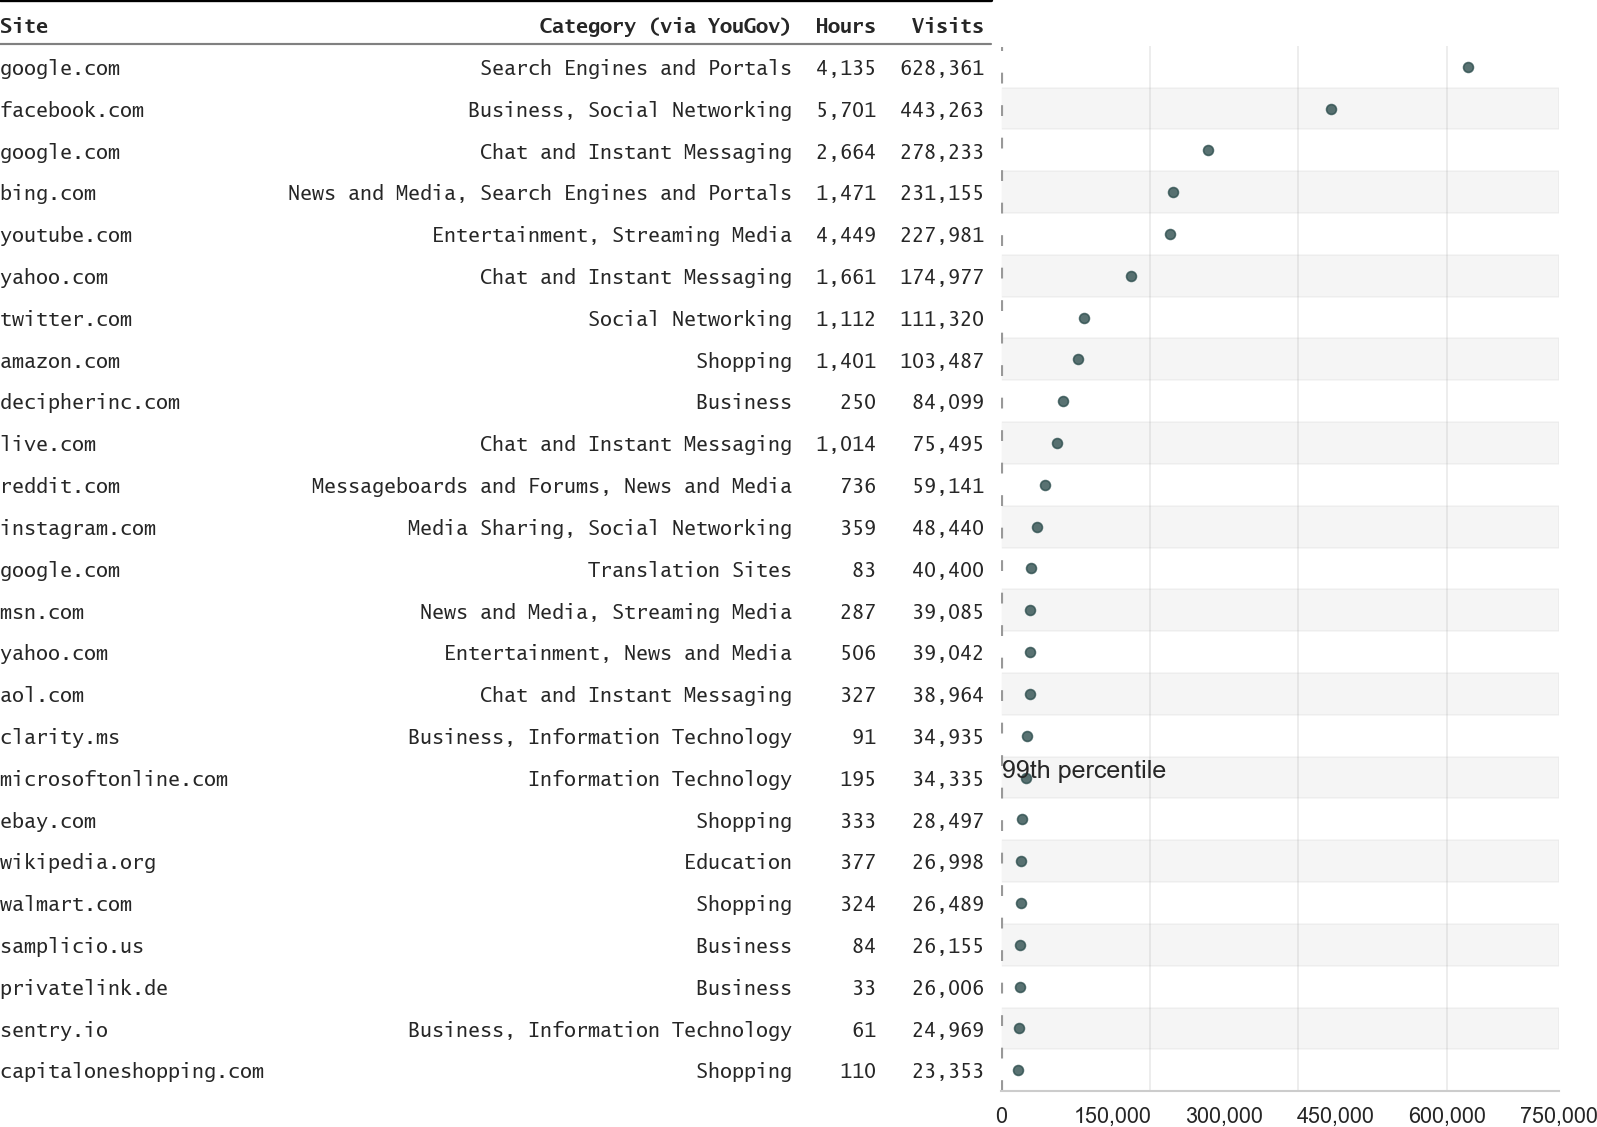 Site Category (via YouGov) Hours Visits
google.com Search Engines and Portals 4,135 628,361
facebook.com Business, Social Networking 5,701 443,263
google.com Chat and Instant Messaging 2,664 278,233
bing.com News and Media, Search Engines and Portals 1,471 231,155
youtube.com Entertainment, Streaming Media 4,449 227,981
yahoo.com Chat and Instant Messaging 1,661 174,977
twitter.com Social Networking 1,112 111,320
amazon.com Shopping 1,401 103,487
decipherinc.com Business 250 84,099
live.com Chat and Instant Messaging 1,014 75,495
reddit.com Messageboards and Forums, News and Media 736 59,141
instagram.com Media Sharing, Social Networking 359 48,440
google.com Translation Sites 83 40,400
msn.com News and Media, Streaming Media 287 39,085
yahoo.com Entertainment, News and Media 506 39,042
aol.com Chat and Instant Messaging 327 38,964
clarity.ms Business, Information Technology 91 34,935
microsoftonline.com Information Technology 195 34,335 99th percentile
ebay.com Shopping 333 28,497
wikipedia.org Education 377 26,998
walmart.com Shopping 324 26,489
samplicio.us Business 84 26,155
privatelink.de Business 33 26,006
sentry.io Business, Information Technology 61 24,969
capitaloneshopping.com Shopping 110 23,353
0 150,000 300,000 450,000 600,000 750,000